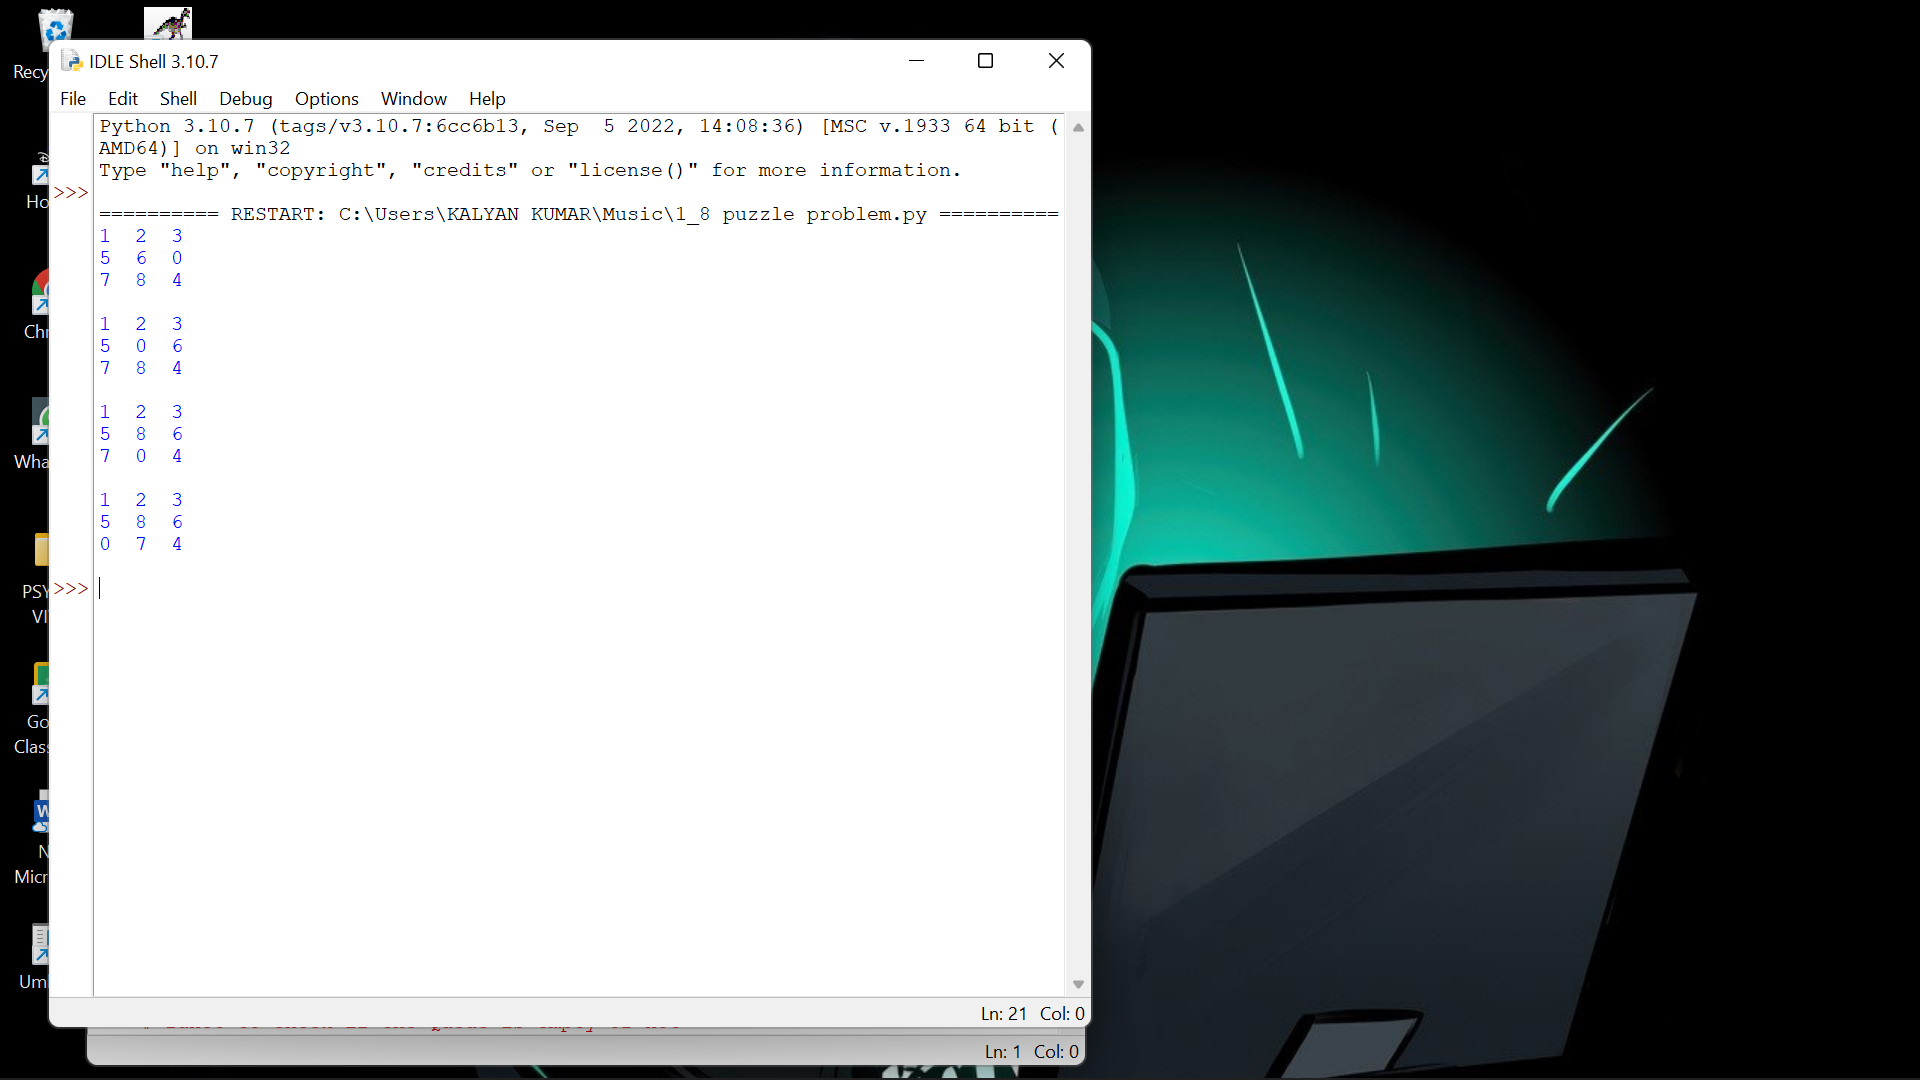 Recy
IDLE Shell 3.10.7
File Edit Shell Debug Options Window Help
Python 3.10.7 (tags/v3.10.7:6cc6b13, Sep  5 2022, 14:08:36) [MSC v.1933 64 bit (
AMD64)] on win32
Type "help", "copyright", "credits" or "license()" for more information.
>>>
========== RESTART: C:\Users\KALYAN KUMAR\Music\1_8 puzzle problem.py ==========
1 2 3
5 6 0
7 8 4
1 2 3
5 0 6
7 8 4
1 2 3
5 8 6
7 0 4
1 2 3
5 8 6
0 7 4
>>>
Ho
Chr
Wha
PSY
VI
Go
Clas
N
Micr
Uml
Ln: 21 Col: 0
Ln: 1 Col: 0